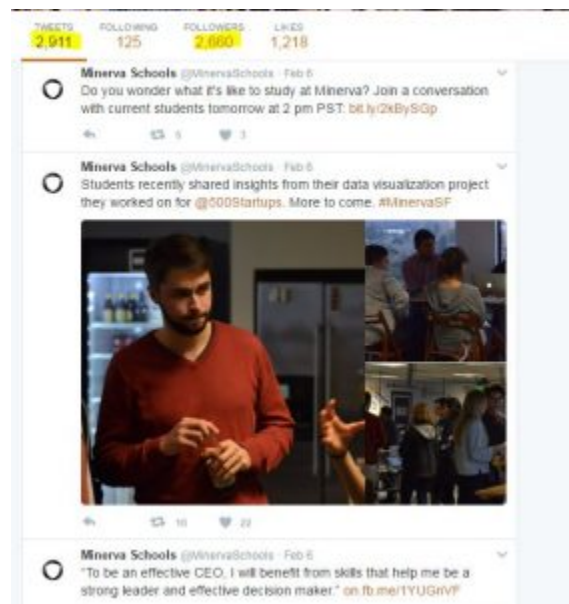 TWEETS FOLLOWING FOLLOWERS LIKES
2,911 125 2,660 1,218
Minerva Schools @MinervaSchools · Feb 6
Do you wonder what it's like to study at Minerva? Join a conversation
with current students tomorrow at 2 pm PST: bit.ly/2kBySGp
6 3
Minerva Schools @MinervaSchools · Feb 6
Students recently shared insights from their data visualization project
they worked on for @500Startups. More to come. #MinervaSF
10 22
Minerva Schools @MinervaSchools · Feb 6
"To be an effective CEO, I will benefit from skills that help me be a
strong leader and effective decision maker." on.fb.me/1YUGnVF